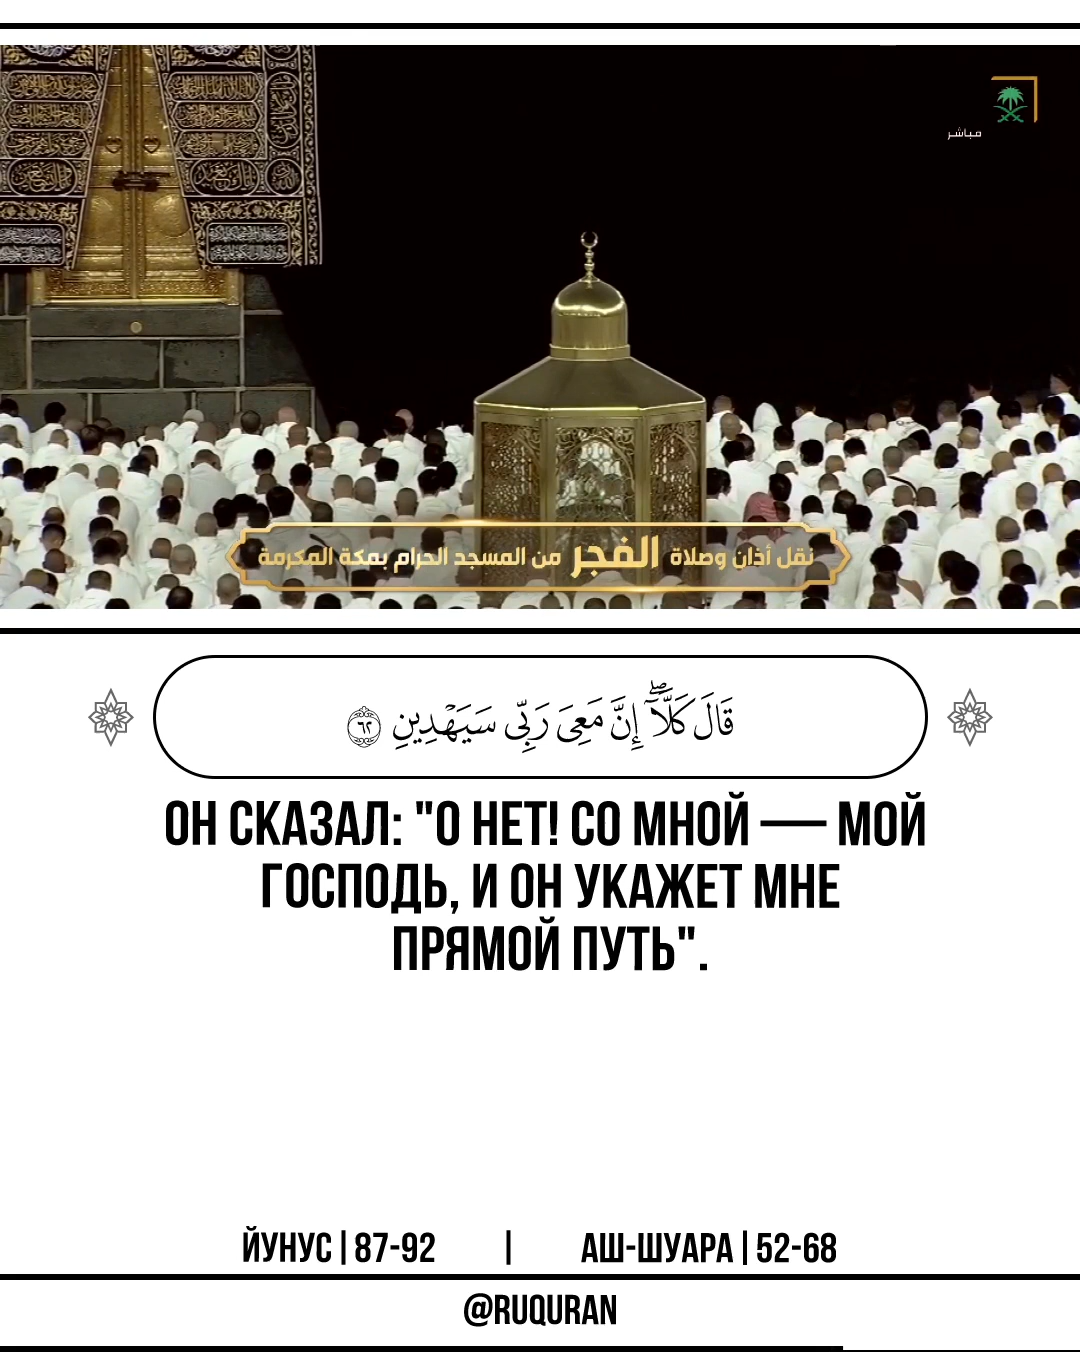 مباشر
نقل أذان وصلاة الفجر من المسجد الحرام بمكة المكرمة
قَالَ كَلَّآ ۖ إِنَّ مَعِىَ رَبِّى سَيَهْدِينِ ٦٢
ОН СКАЗАЛ: "О НЕТ! СО МНОЙ — МОЙ
ГОСПОДЬ, И ОН УКАЖЕТ МНЕ
ПРЯМОЙ ПУТЬ".
ЙУНУС | 87-92 | АШ-ШУАРА | 52-68
@RUQURAN